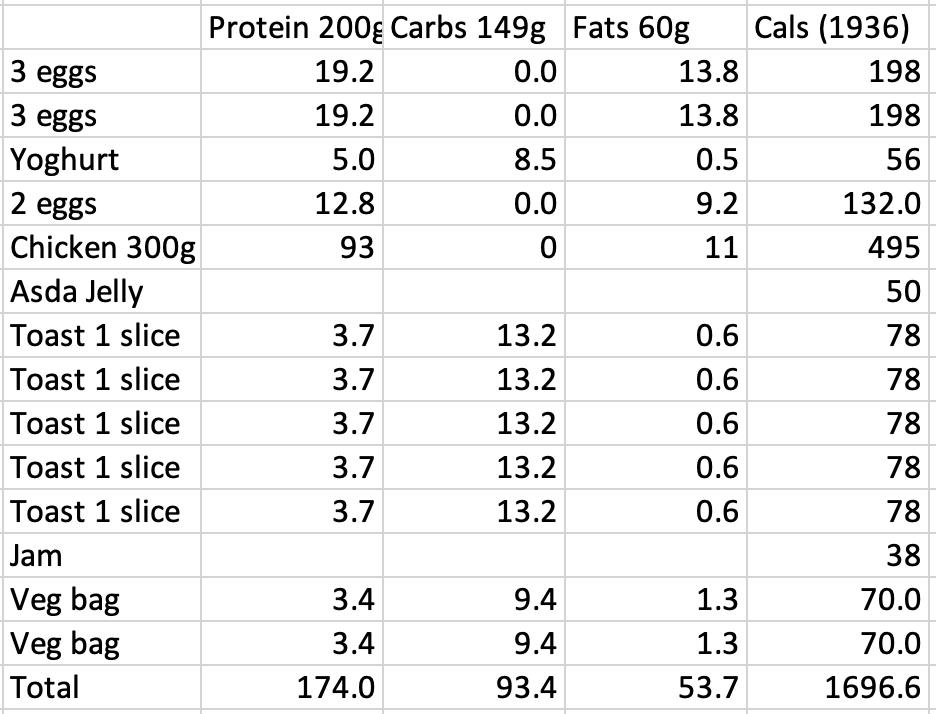 Protein 200g Carbs 149g Fats 60g Cals (1936)
3 eggs 19.2 0.0 13.8 198
3 eggs 19.2 0.0 13.8 198
Yoghurt 5.0 8.5 0.5 56
2 eggs 12.8 0.0 9.2 132.0
Chicken 300g 93 0 11 495
Asda Jelly 50
Toast 1 slice 3.7 13.2 0.6 78
Toast 1 slice 3.7 13.2 0.6 78
Toast 1 slice 3.7 13.2 0.6 78
Toast 1 slice 3.7 13.2 0.6 78
Toast 1 slice 3.7 13.2 0.6 78
Jam 38
Veg bag 3.4 9.4 1.3 70.0
Veg bag 3.4 9.4 1.3 70.0
Total 174.0 93.4 53.7 1696.6